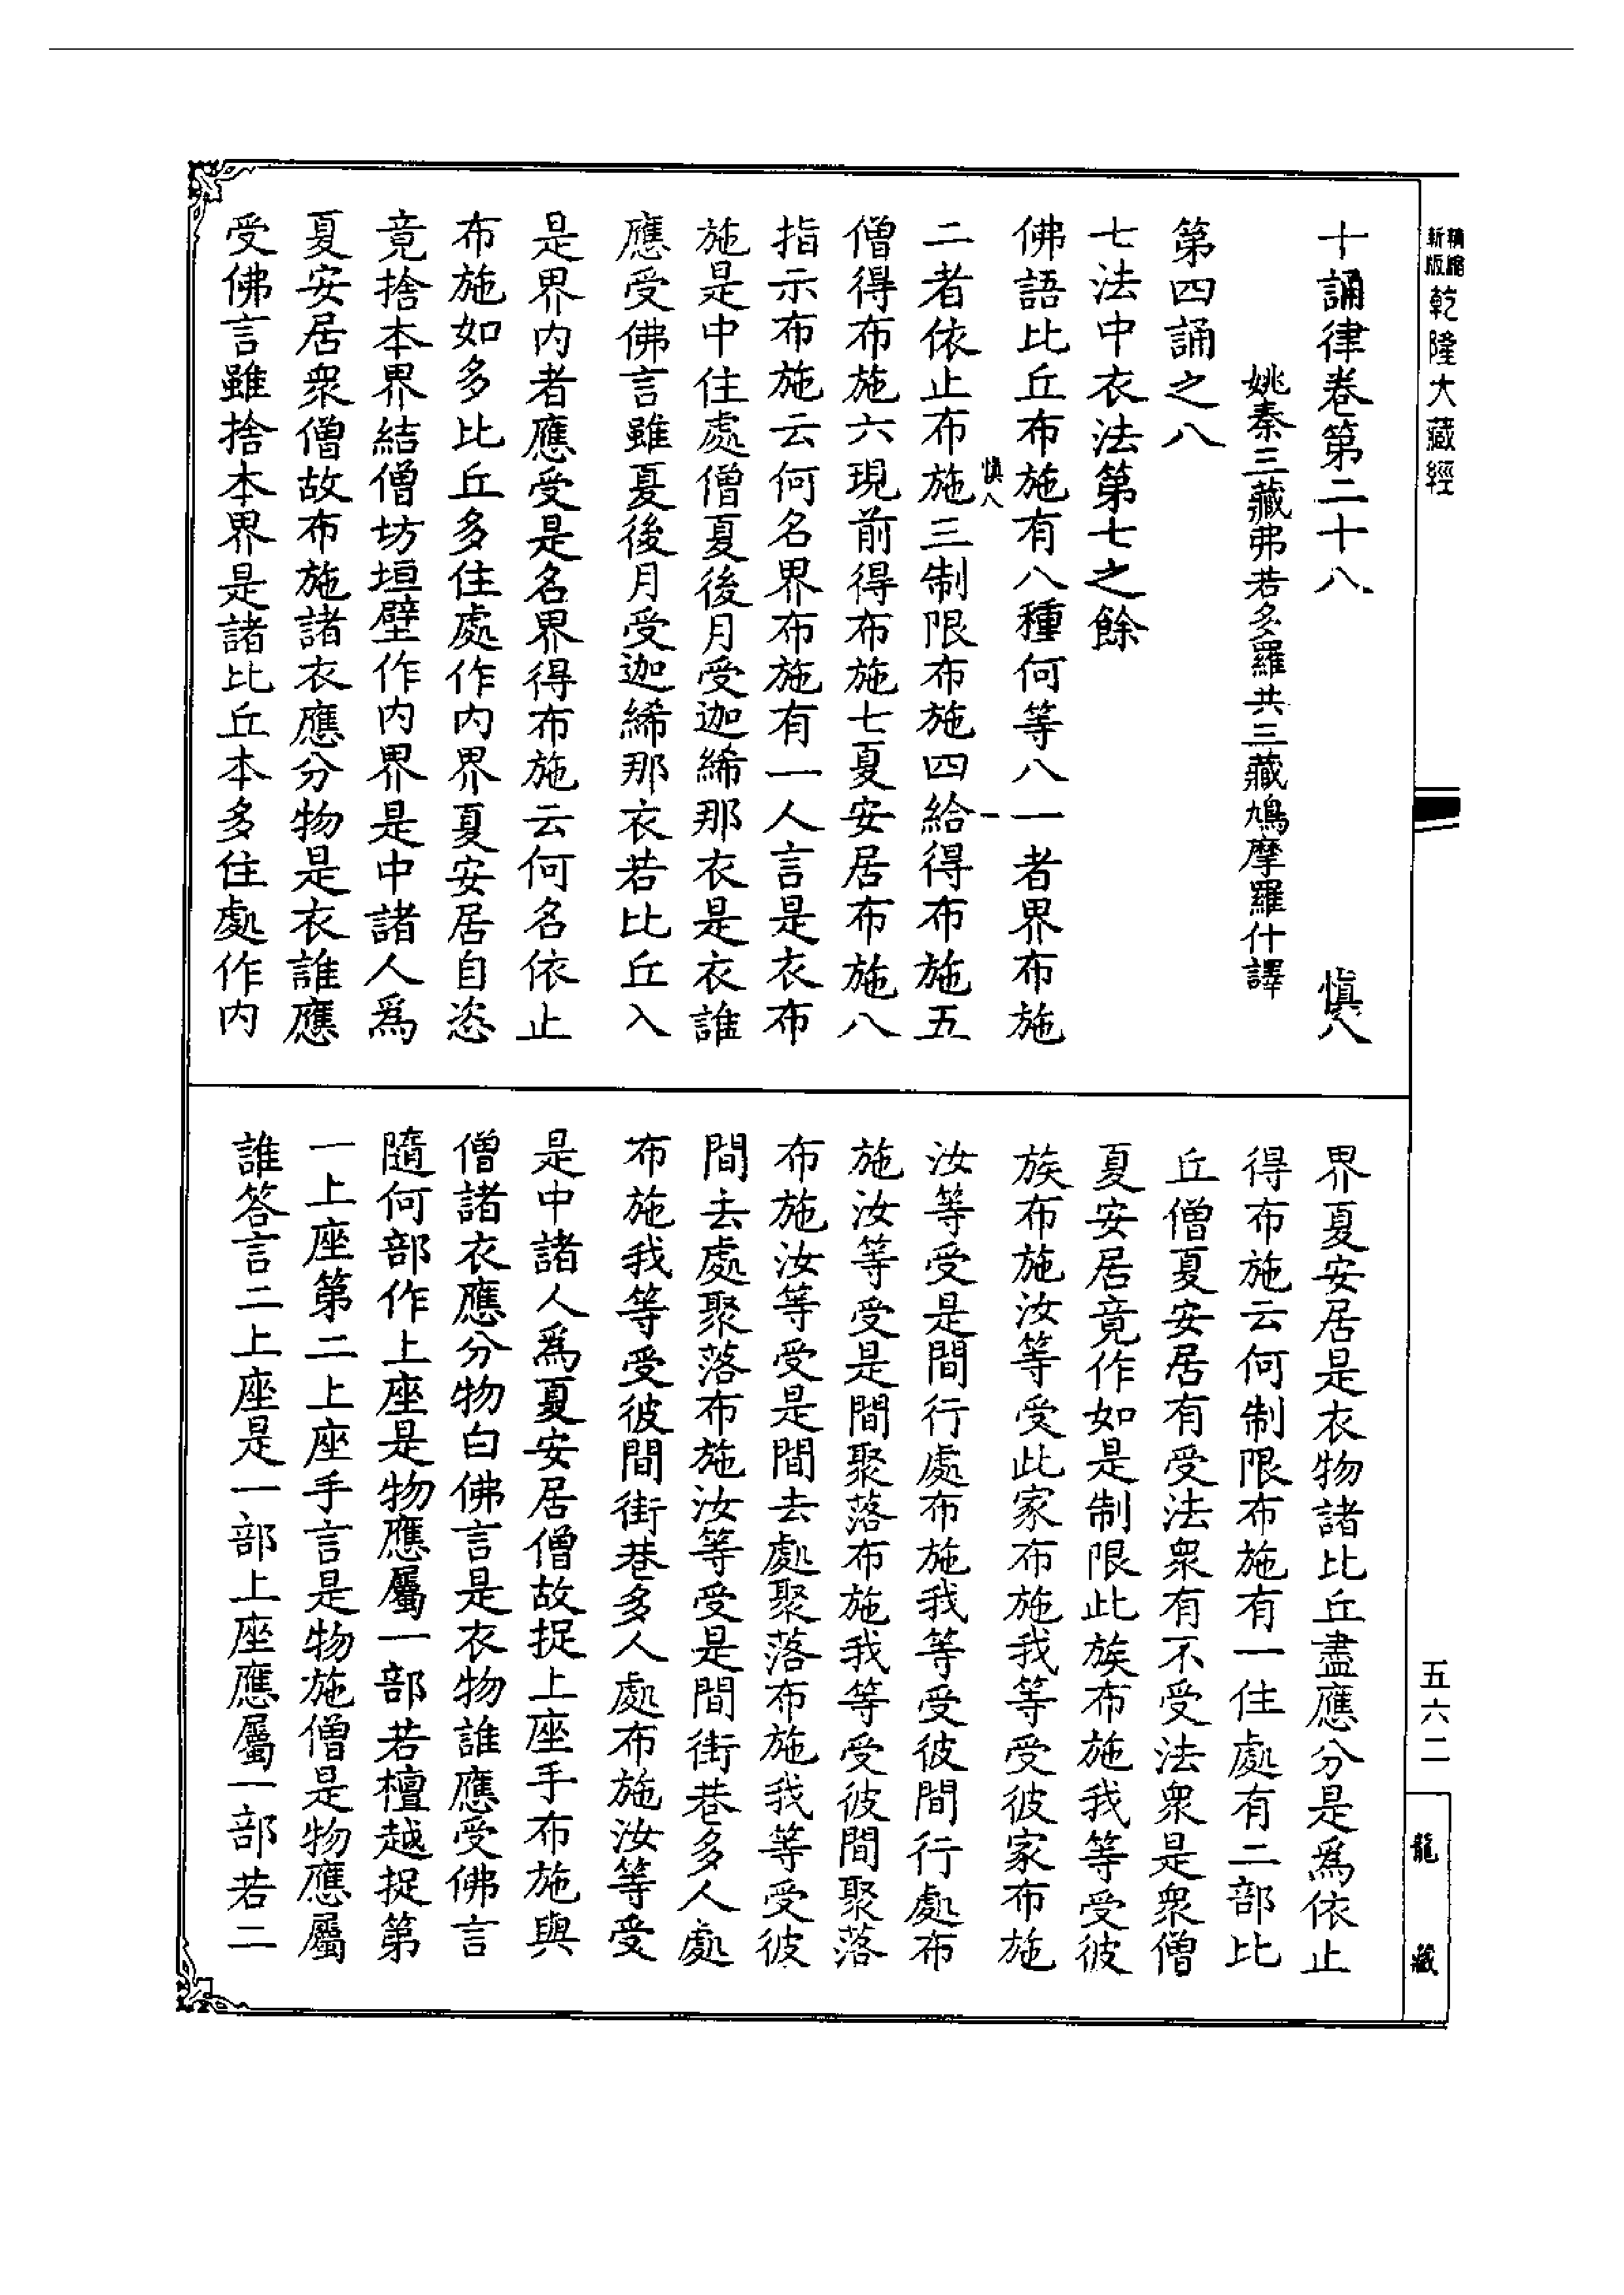 精縮新版乾隆大藏經
十誦律卷第二十八 愼八
姚秦三藏弗若多羅共三藏鳩摩羅什譯
第四誦之八
七法中衣法第七之餘
佛語比丘布施有八種何等八一者界布施
愼八 一
二者依止布施三制限布施四給得布施五
僧得布施六現前得布施七夏安居布施八
指示布施云何名界布施有一人言是衣布
施是中住處僧夏後月受迦絺那衣是衣誰
應受佛言雖夏後月受迦絺那衣若比丘入
是界内者應受是名界得布施云何名依止
布施如多比丘多住處作内界夏安居自恣
竟捨本界結僧坊垣壁作内界是中諸人爲
夏安居衆僧故布施諸衣應分物是衣誰應
受佛言雖捨本界是諸比丘本多住處作内
界夏安居是衣物諸比丘盡應分是爲依止
得布施云何制限布施有一住處有二部比
丘僧夏安居有受法衆有不受法衆是衆僧
夏安居竟作如是制限此族布施我等受彼
族布施汝等受此家布施我等受彼家布施
汝等受是間行處布施我等受彼間行處布
施汝等受是間聚落布施我等受彼間聚落
布施汝等受是間去處聚落布施我等受彼
間去處聚落布施汝等受是間街巷多人處
布施我等受彼間街巷多人處布施汝等受
是中諸人爲夏安居僧故捉上座手布施與
僧諸衣應分物白佛言是衣物誰應受佛言
隨何部作上座是物應屬一部若檀越捉第
一上座第二上座手言是物施僧是物應屬
誰答言二上座是一部上座應屬一部若二
五六二
龍藏